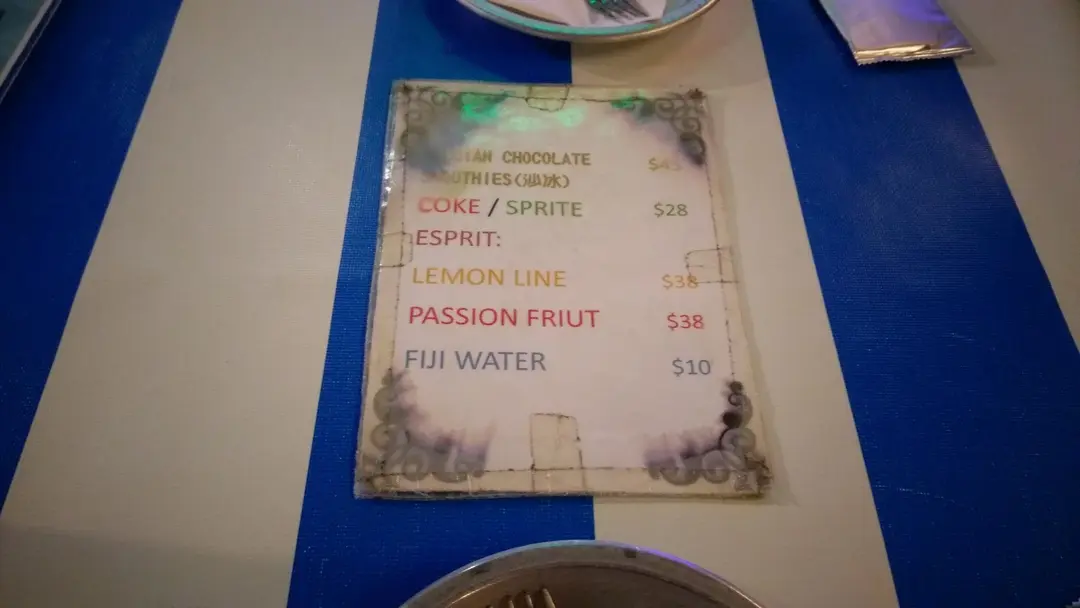 CHOCOLATE
(沙冰)
COKE / SPRITE $28
ESPRIT:
LEMON LINE $38
PASSION FRIUT $38
FIJI WATER $10